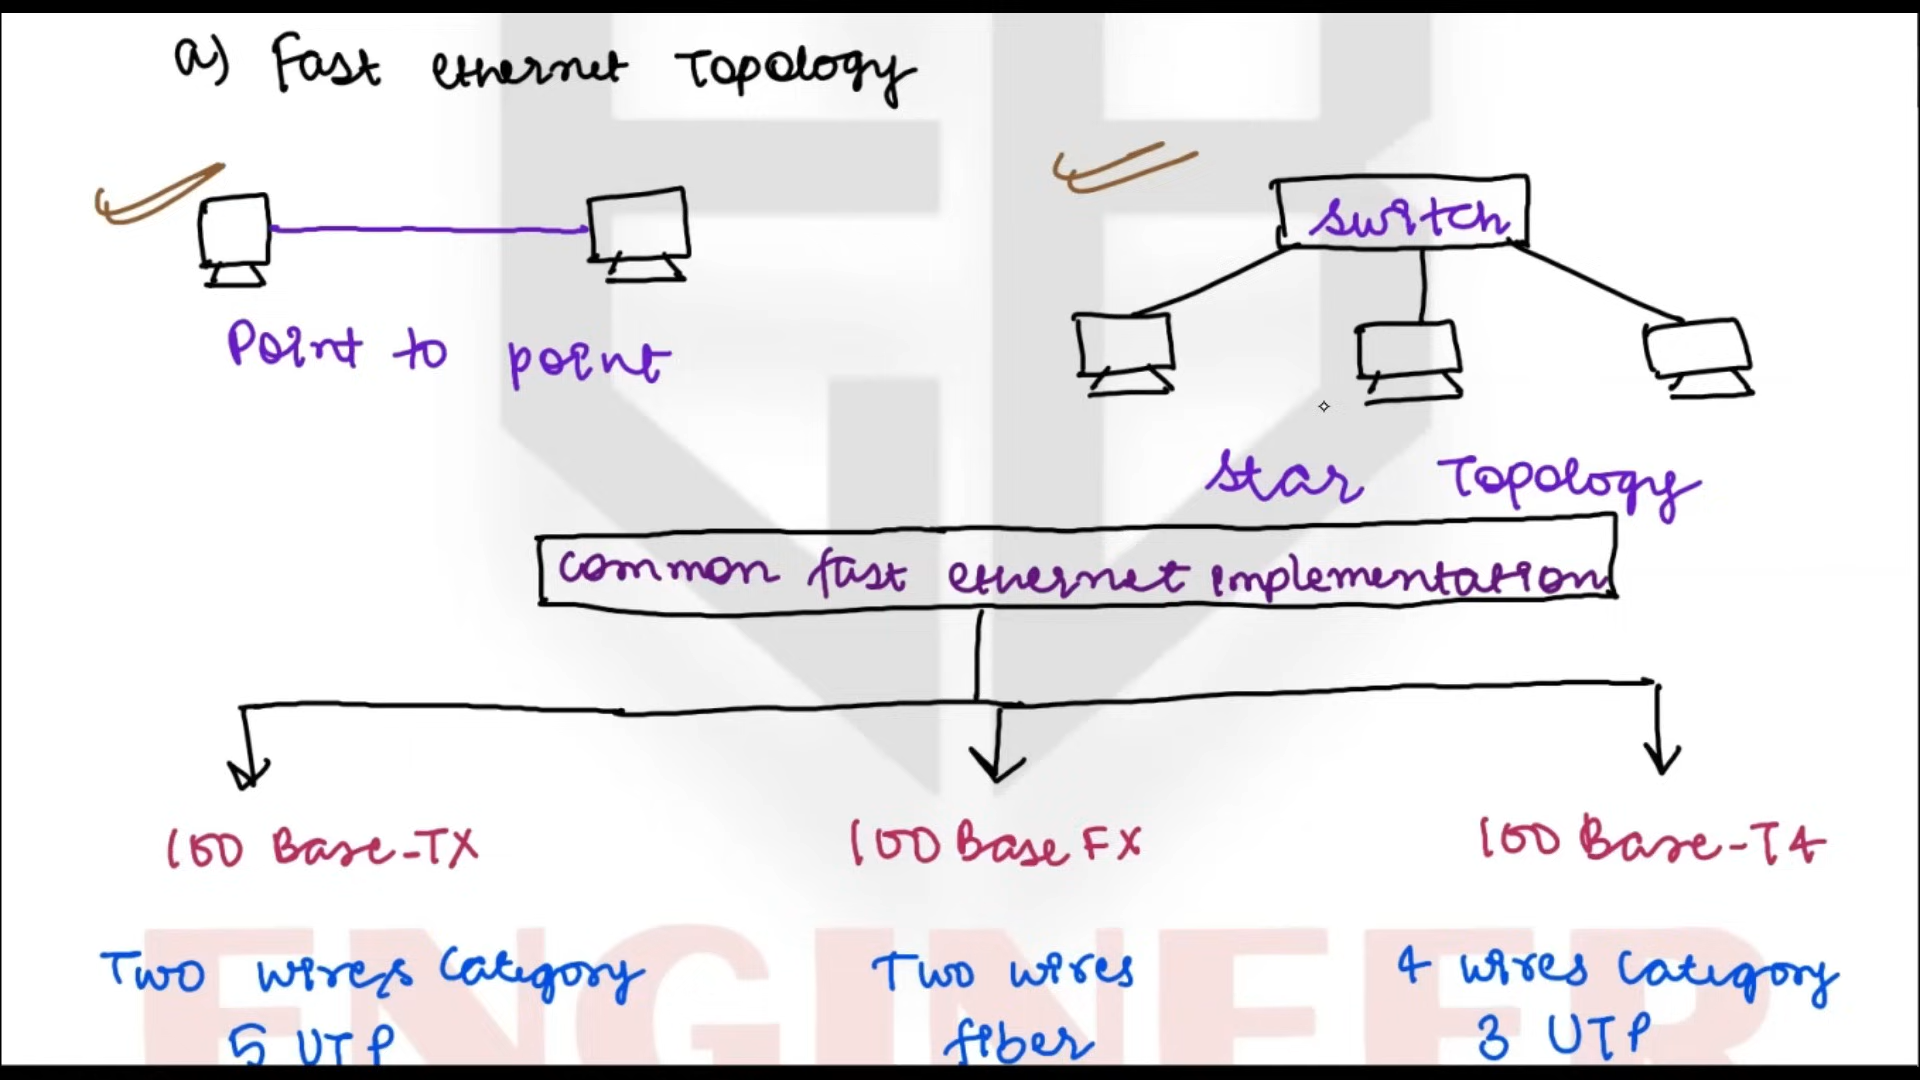 a) Fast ethernet Topology
switch
Point to point
star Topology
common fast ethernet implementation
100 Base-TX
100 Base FX
100 Base-T4
Two wires category
5 UTP
Two wires
fiber
4 wires category
3 UTP
ENGINEER